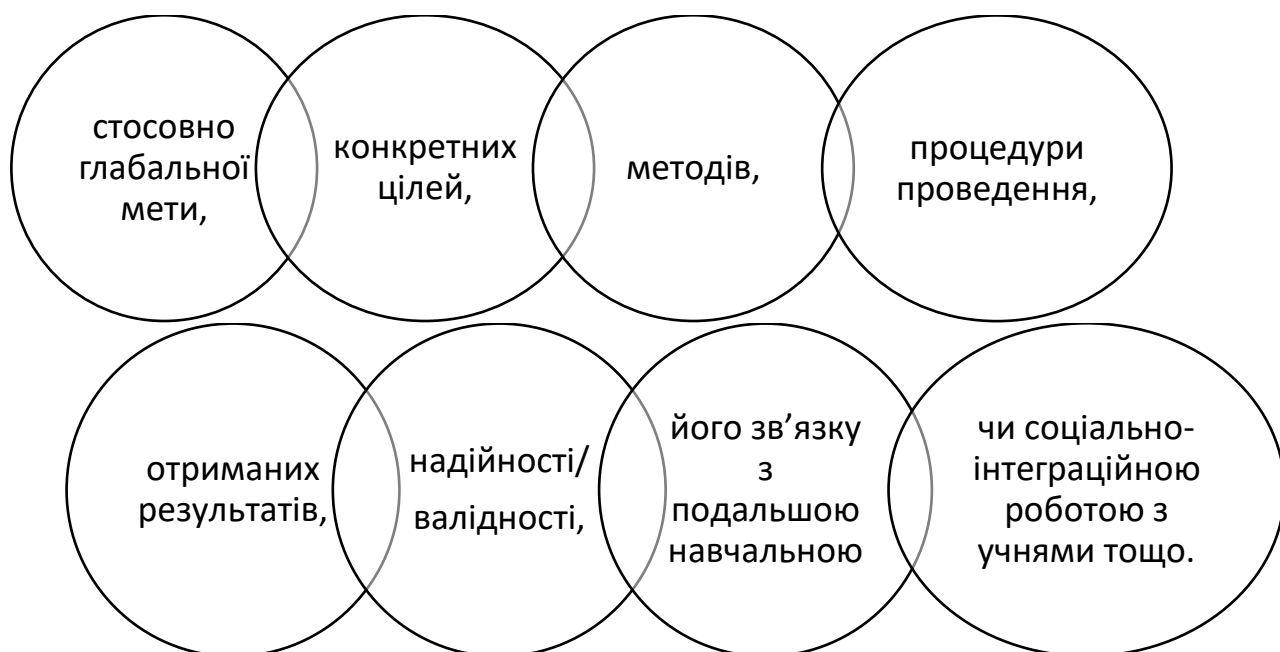 стосовно
глабальної
мети,
конкретних
цілей,
методів,
процедури
проведення,
отриманих
результатів,
надійності/
валідності,
його зв’язку
з
подальшою
навчальною
чи соціально-
інтеграційною
роботою з
учнями тощо.